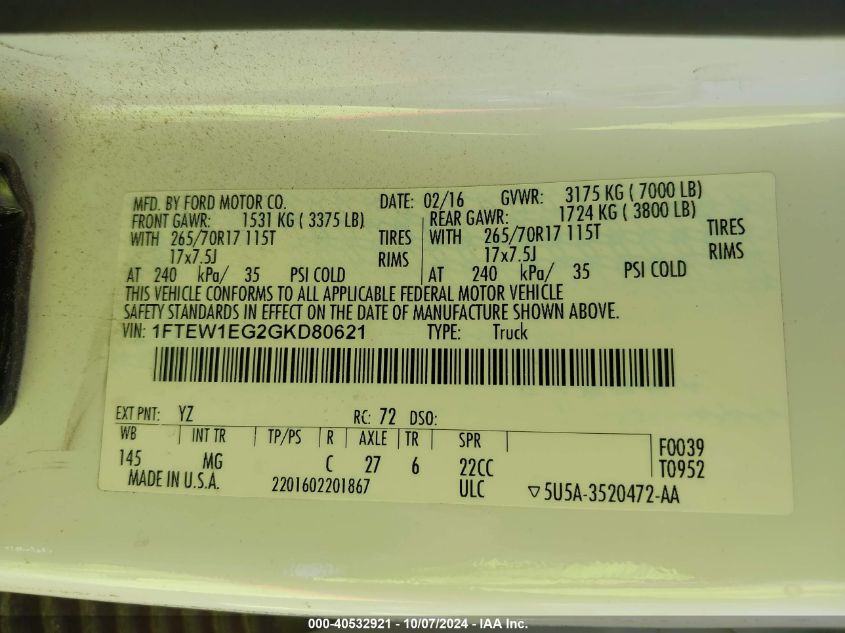 MFD. BY FORD MOTOR CO. DATE: 02/16 GVWR: 3175 KG ( 7000 LB)
FRONT GAWR: 1531 KG ( 3375 LB) REAR GAWR: 1724 KG ( 3800 LB)
WITH 265/70R17 115T TIRES WITH 265/70R17 115T TIRES
17x7.5J RIMS 17x7.5J RIMS
AT 240 kPa/ 35 PSI COLD AT 240 kPa/ 35 PSI COLD
THIS VEHICLE CONFORMS TO ALL APPLICABLE FEDERAL MOTOR VEHICLE
SAFETY STANDARDS IN EFFECT ON THE DATE OF MANUFACTURE SHOWN ABOVE.
VIN: 1FTEW1EG2GKD80621 TYPE: Truck
EXT PNT: YZ RC: 72 DSO:
WB INT TR TP/PS R AXLE TR SPR F0039
145 MG C 27 6 22CC T0952
MADE IN U.S.A. 2201602201867 ULC ▽5U5A-3520472-AA
000-40532921 - 10/07/2024 - IAA Inc.